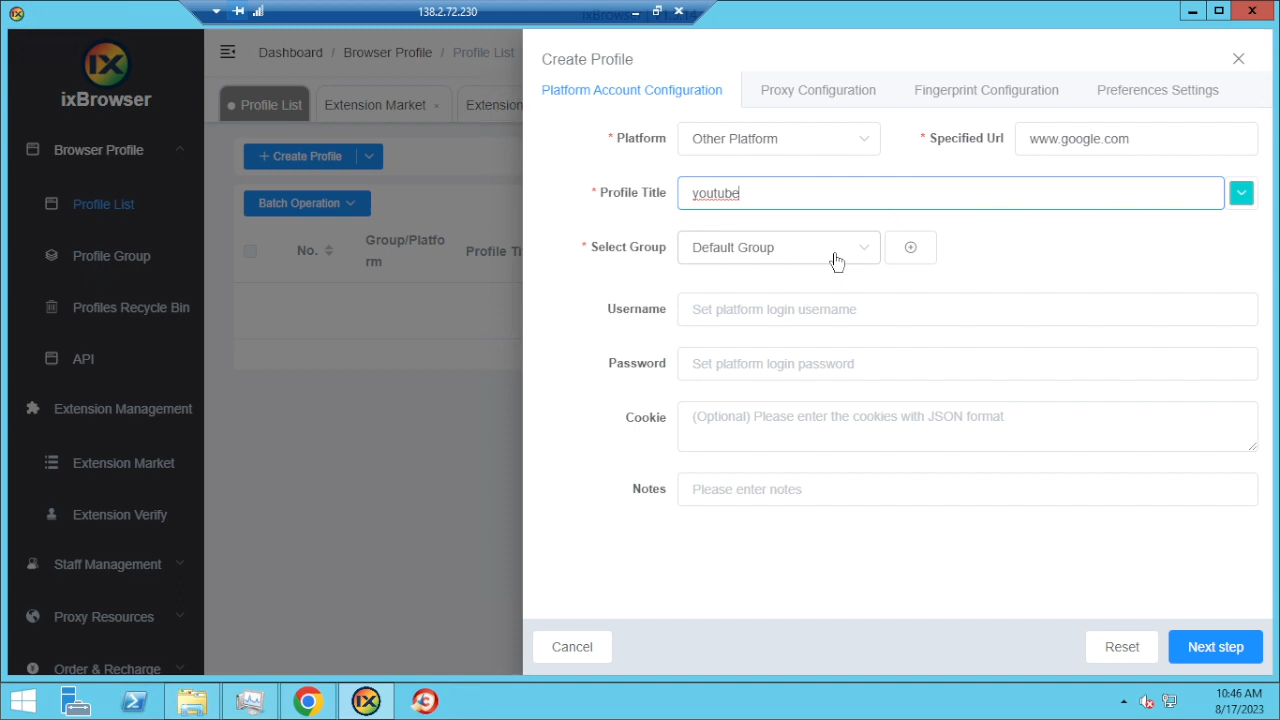 138.2.72.230
ixBrowser
Dashboard / Browser Profile / Profile List
Create Profile
Platform Account Configuration
Proxy Configuration
Fingerprint Configuration
Preferences Settings
Profile List
Extension Market ×
Extension
Browser Profile
+ Create Profile
* Platform
Other Platform
* Specified Url
www.google.com
Profile List
Batch Operation
* Profile Title
youtube
Profile Group
No.
Group/Platfo
rm
Profile Ti
* Select Group
Default Group
Profiles Recycle Bin
Username
Set platform login username
API
Password
Set platform login password
Extension Management
Cookie
(Optional) Please enter the cookies with JSON format
Extension Market
Notes
Please enter notes
Extension Verify
Staff Management
Proxy Resources
Order & Recharge
Cancel
Reset
Next step
10:46 AM
8/17/2023